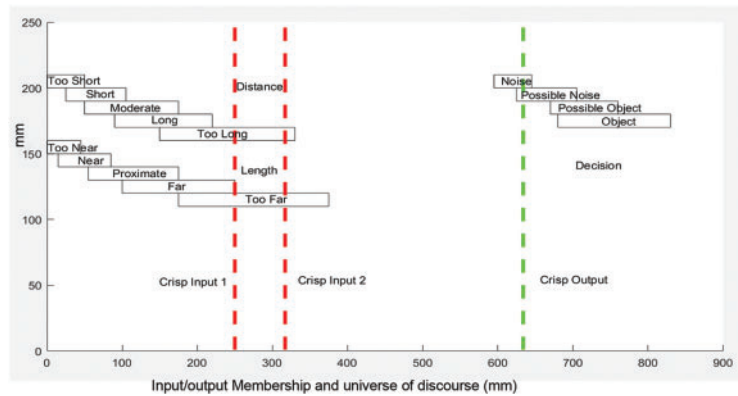 250
200
150
100
50
0
mm
Too Short
Short
Moderate
Long
Too Long
Too Near
Near
Proximate
Far
Too Far
Distance
Length
Crisp Input 1
Crisp Input 2
Noise
Possible Noise
Possible Object
Object
Decision
Crisp Output
0 100 200 300 400 500 600 700 800 900
Input/output Membership and universe of discourse (mm)